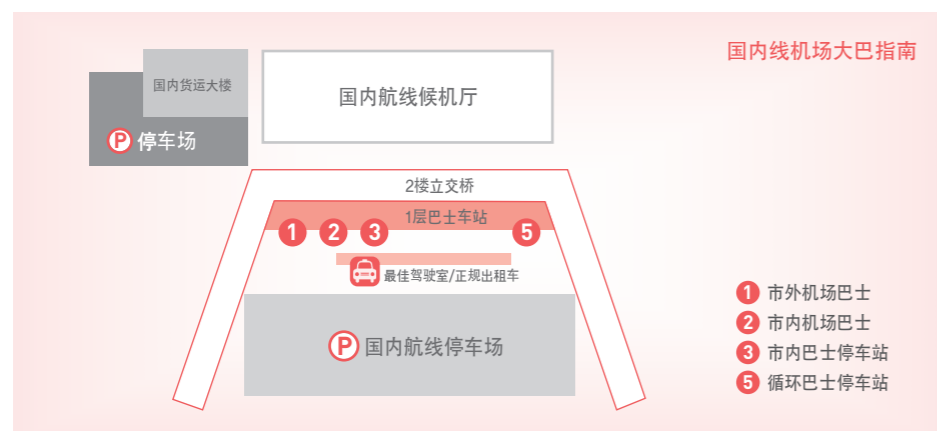 国内线机场大巴指南
国内货运大楼
国内航线候机厅
P 停车场
2楼立交桥
1层巴士车站
1 2 3 5
最佳驾驶室/正规出租车
P 国内航线停车场
1 市外机场巴士
2 市内机场巴士
3 市内巴士停车站
5 循环巴士停车站